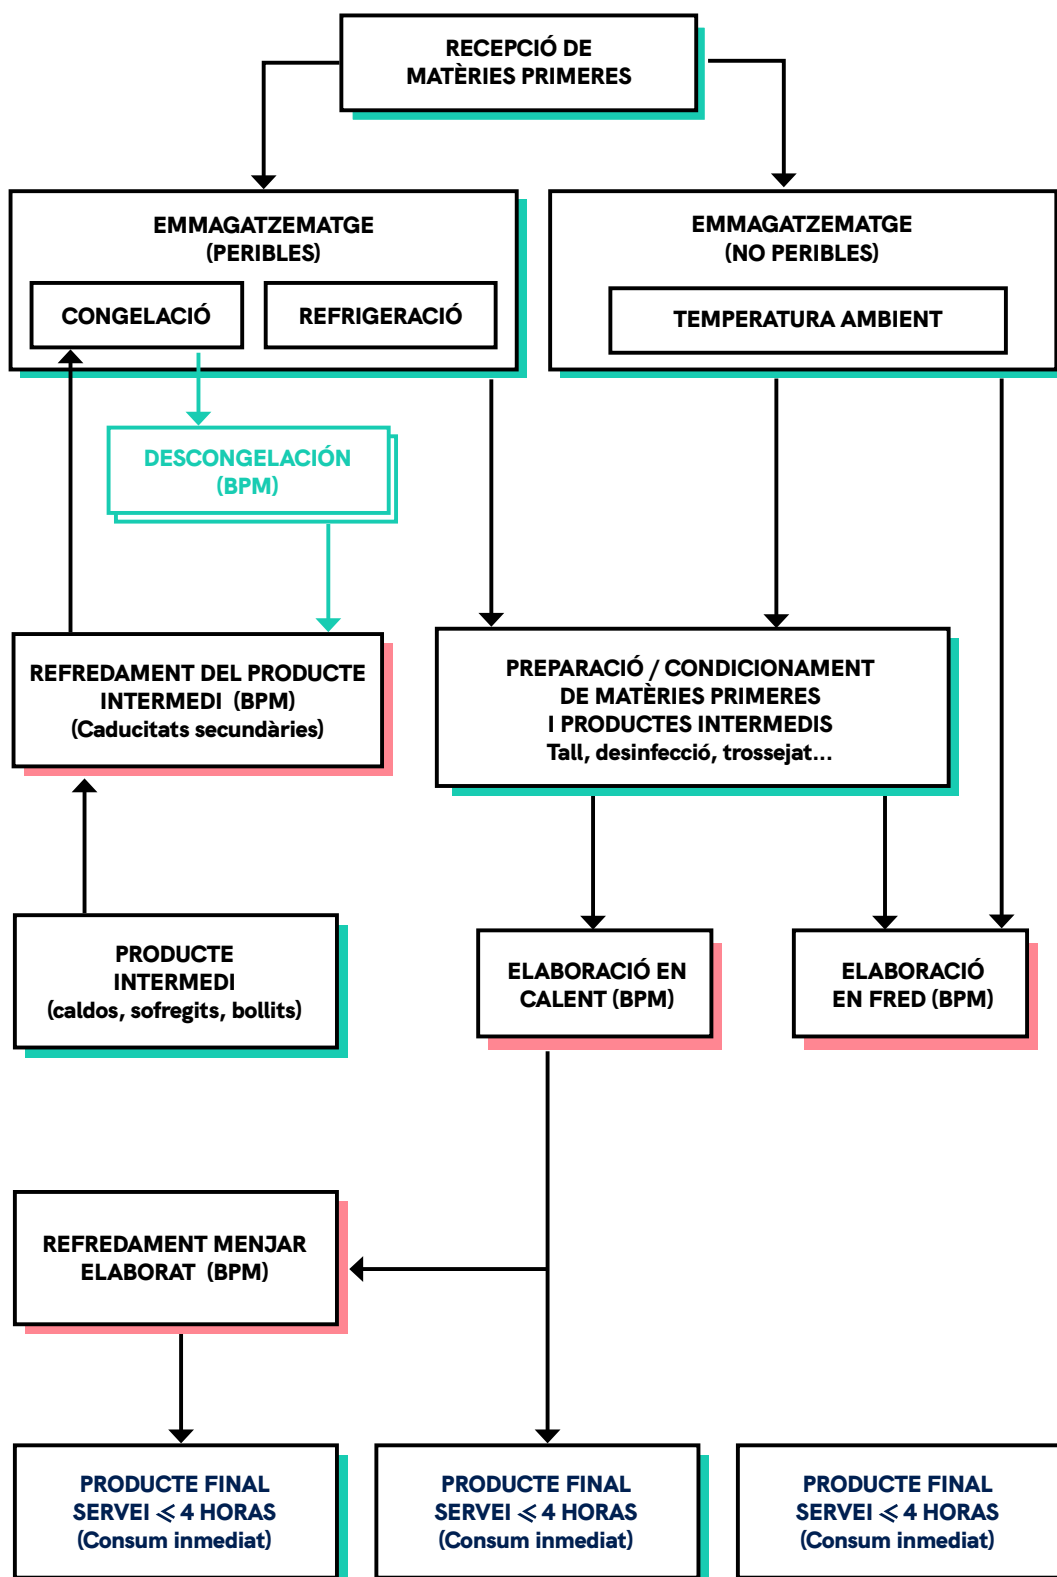 RECEPCIÓ DE
MATÈRIES PRIMERES
EMMAGATZEMATGE
(PERIBLES)
CONGELACIÓ
REFRIGERACIÓ
EMMAGATZEMATGE
(NO PERIBLES)
TEMPERATURA AMBIENT
DESCONGELACIÓN
(BPM)
REFREDAMENT DEL PRODUCTE
INTERMEDI (BPM)
(Caducitats secundàries)
PREPARACIÓ / CONDICIONAMENT
DE MATÈRIES PRIMERES
I PRODUCTES INTERMEDIS
Tall, desinfecció, trossejat...
PRODUCTE
INTERMEDI
(caldos, sofregits, bollits)
ELABORACIÓ EN
CALENT (BPM)
ELABORACIÓ
EN FRED (BPM)
REFREDAMENT MENJAR
ELABORAT (BPM)
PRODUCTE FINAL
SERVEI ⩽ 4 HORAS
(Consum inmediat)
PRODUCTE FINAL
SERVEI ⩽ 4 HORAS
(Consum inmediat)
PRODUCTE FINAL
SERVEI ⩽ 4 HORAS
(Consum inmediat)